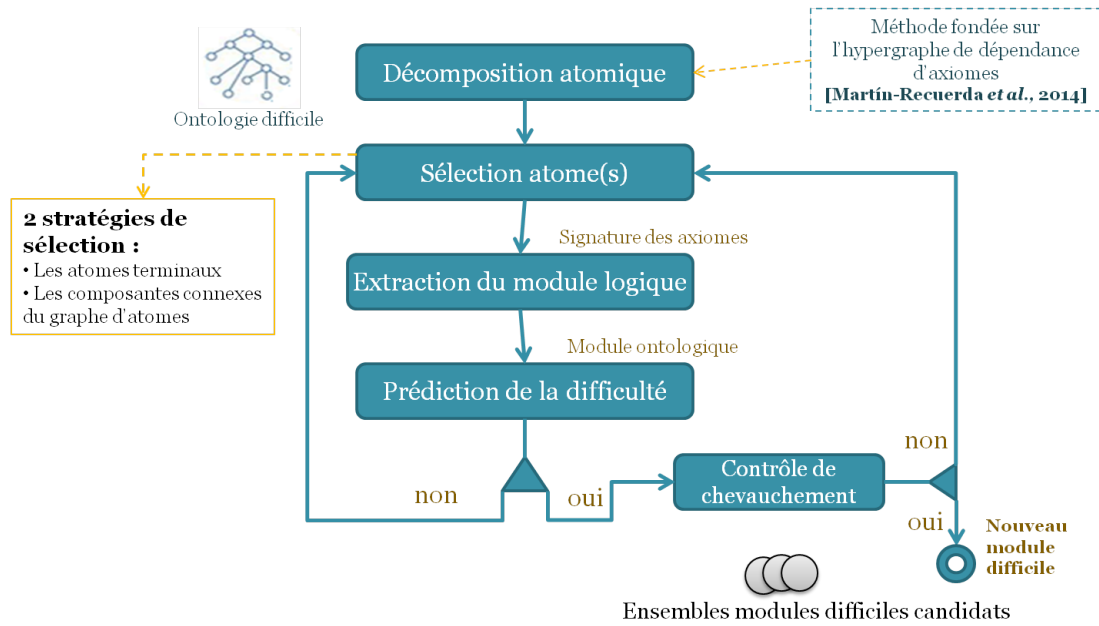 Méthode fondée sur
l'hypergraphe de dépendance
d'axiomes
[Martín-Recuerda et al., 2014]
Décomposition atomique
Ontologie difficile
Sélection atome(s)
2 stratégies de
sélection :
• Les atomes terminaux
• Les composantes connexes
du graphe d'atomes
Signature des axiomes
Extraction du module logique
Module ontologique
Prédiction de la difficulté
non
oui
Contrôle de
chevauchement
non
oui
Nouveau
module
difficile
Ensembles modules difficiles candidats